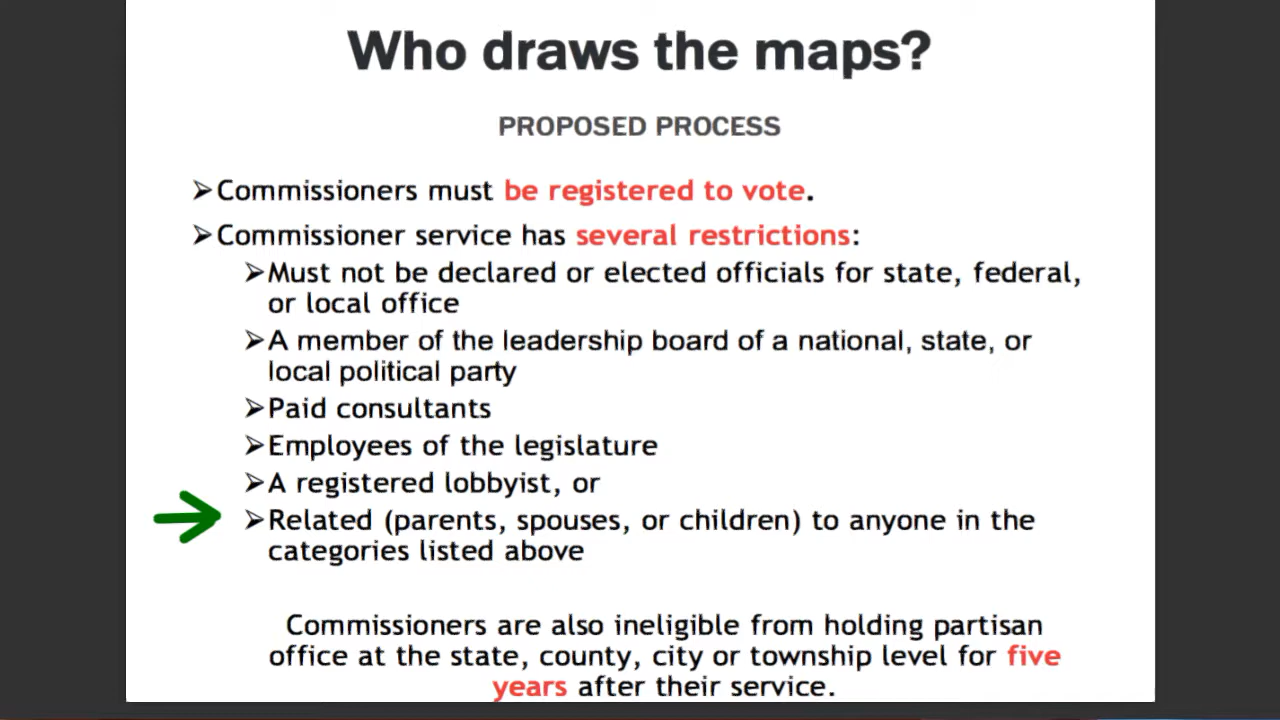 Who draws the maps?
PROPOSED PROCESS
➢Commissioners must be registered to vote.
➢Commissioner service has several restrictions:
➢Must not be declared or elected officials for state, federal,
or local office
➢A member of the leadership board of a national, state, or
local political party
➢Paid consultants
➢Employees of the legislature
➢A registered lobbyist, or
➢Related (parents, spouses, or children) to anyone in the
categories listed above
Commissioners are also ineligible from holding partisan
office at the state, county, city or township level for five
years after their service.